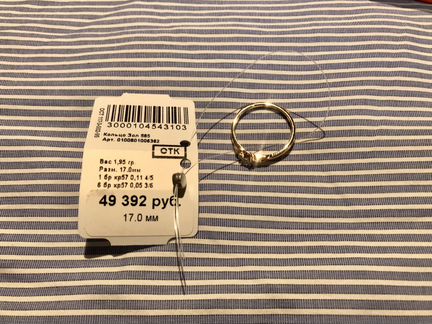 3000104543103
Кольцо Зол 585
Арт. 0100801006362
ОТК
Вес 1,95 гр.
Разм. 17.0мм
1 бр кр57 0,11 4/5
6 бр кр57 0,05 3/6
49 392 руб.
17.0 мм